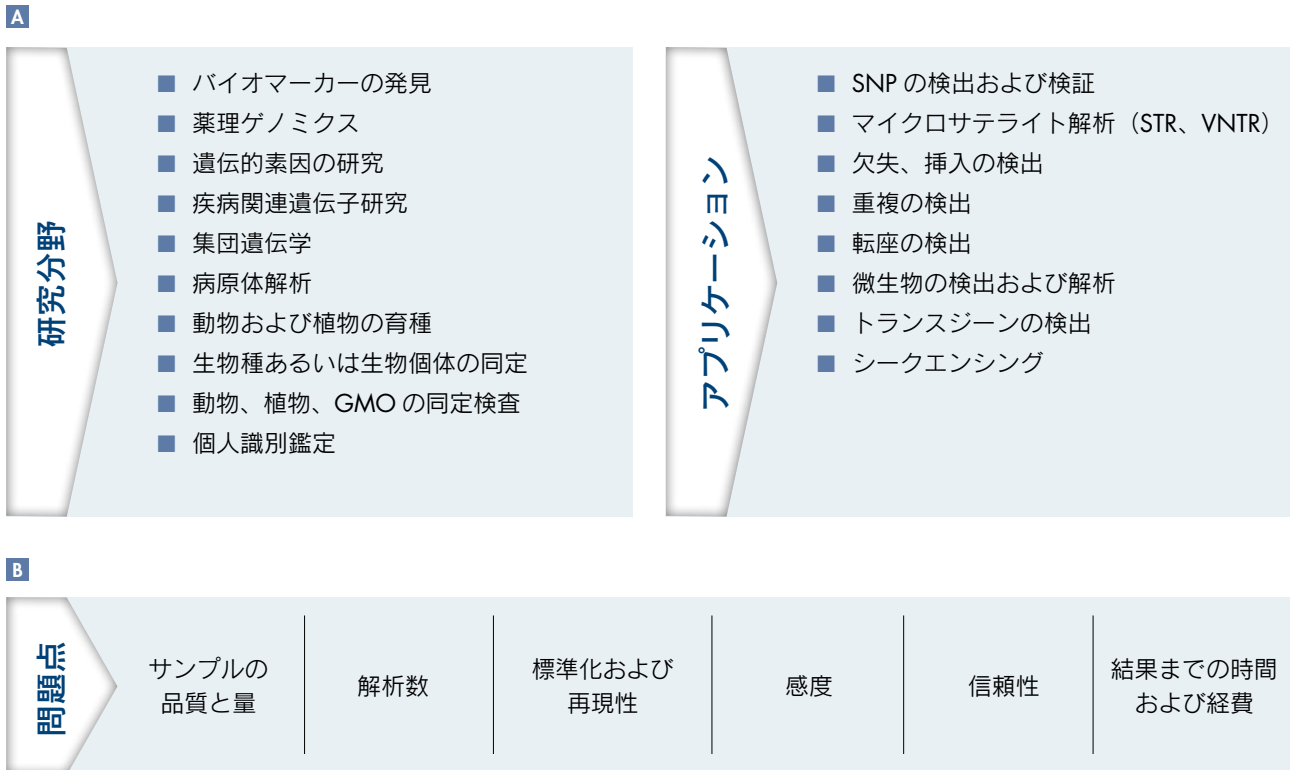 A
研究分野
■ バイオマーカーの発見
■ 薬理ゲノミクス
■ 遺伝的素因の研究
■ 疾病関連遺伝子研究
■ 集団遺伝学
■ 病原体解析
■ 動物および植物の育種
■ 生物種あるいは生物個体の同定
■ 動物、植物、GMO の同定検査
■ 個人識別鑑定
アプリケーション
■ SNP の検出および検証
■ マイクロサテライト解析（STR、VNTR）
■ 欠失、挿入の検出
■ 重複の検出
■ 転座の検出
■ 微生物の検出および解析
■ トランスジーンの検出
■ シークエンシング
B
問題点
サンプルの
品質と量
解析数
標準化および
再現性
感度
信頼性
結果までの時間
および経費